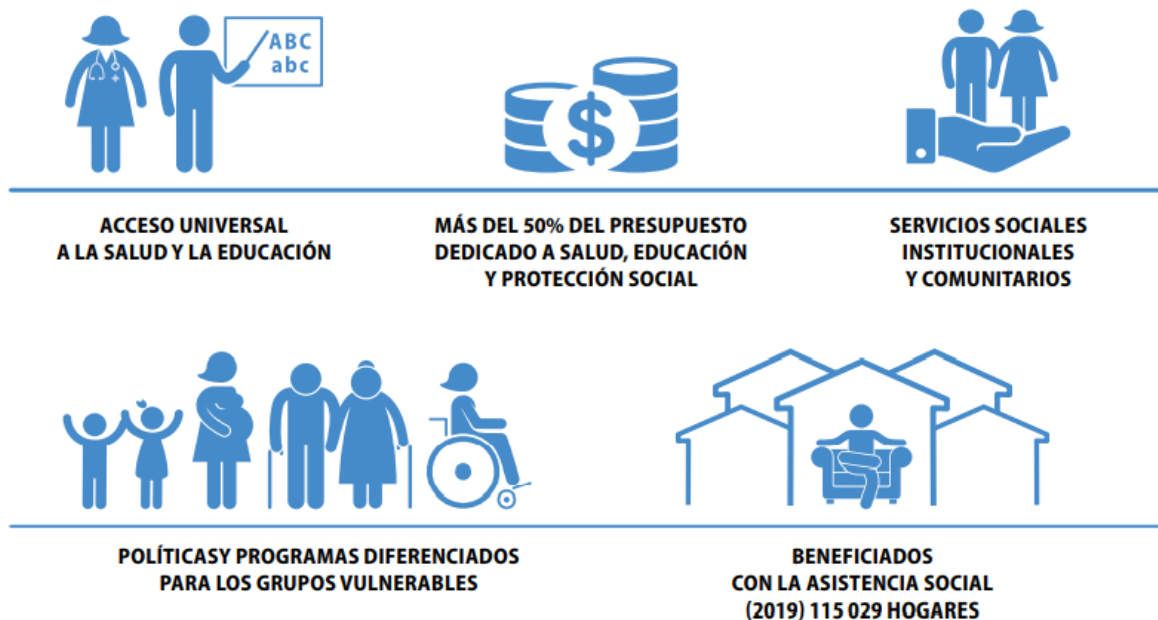 ABC
abc
$
ACCESO UNIVERSAL
A LA SALUD Y LA EDUCACIÓN
MÁS DEL 50% DEL PRESUPUESTO
DEDICADO A SALUD, EDUCACIÓN
Y PROTECCIÓN SOCIAL
SERVICIOS SOCIALES
INSTITUCIONALES
Y COMUNITARIOS
POLÍTICASY PROGRAMAS DIFERENCIADOS
PARA LOS GRUPOS VULNERABLES
BENEFICIADOS
CON LA ASISTENCIA SOCIAL
(2019) 115 029 HOGARES